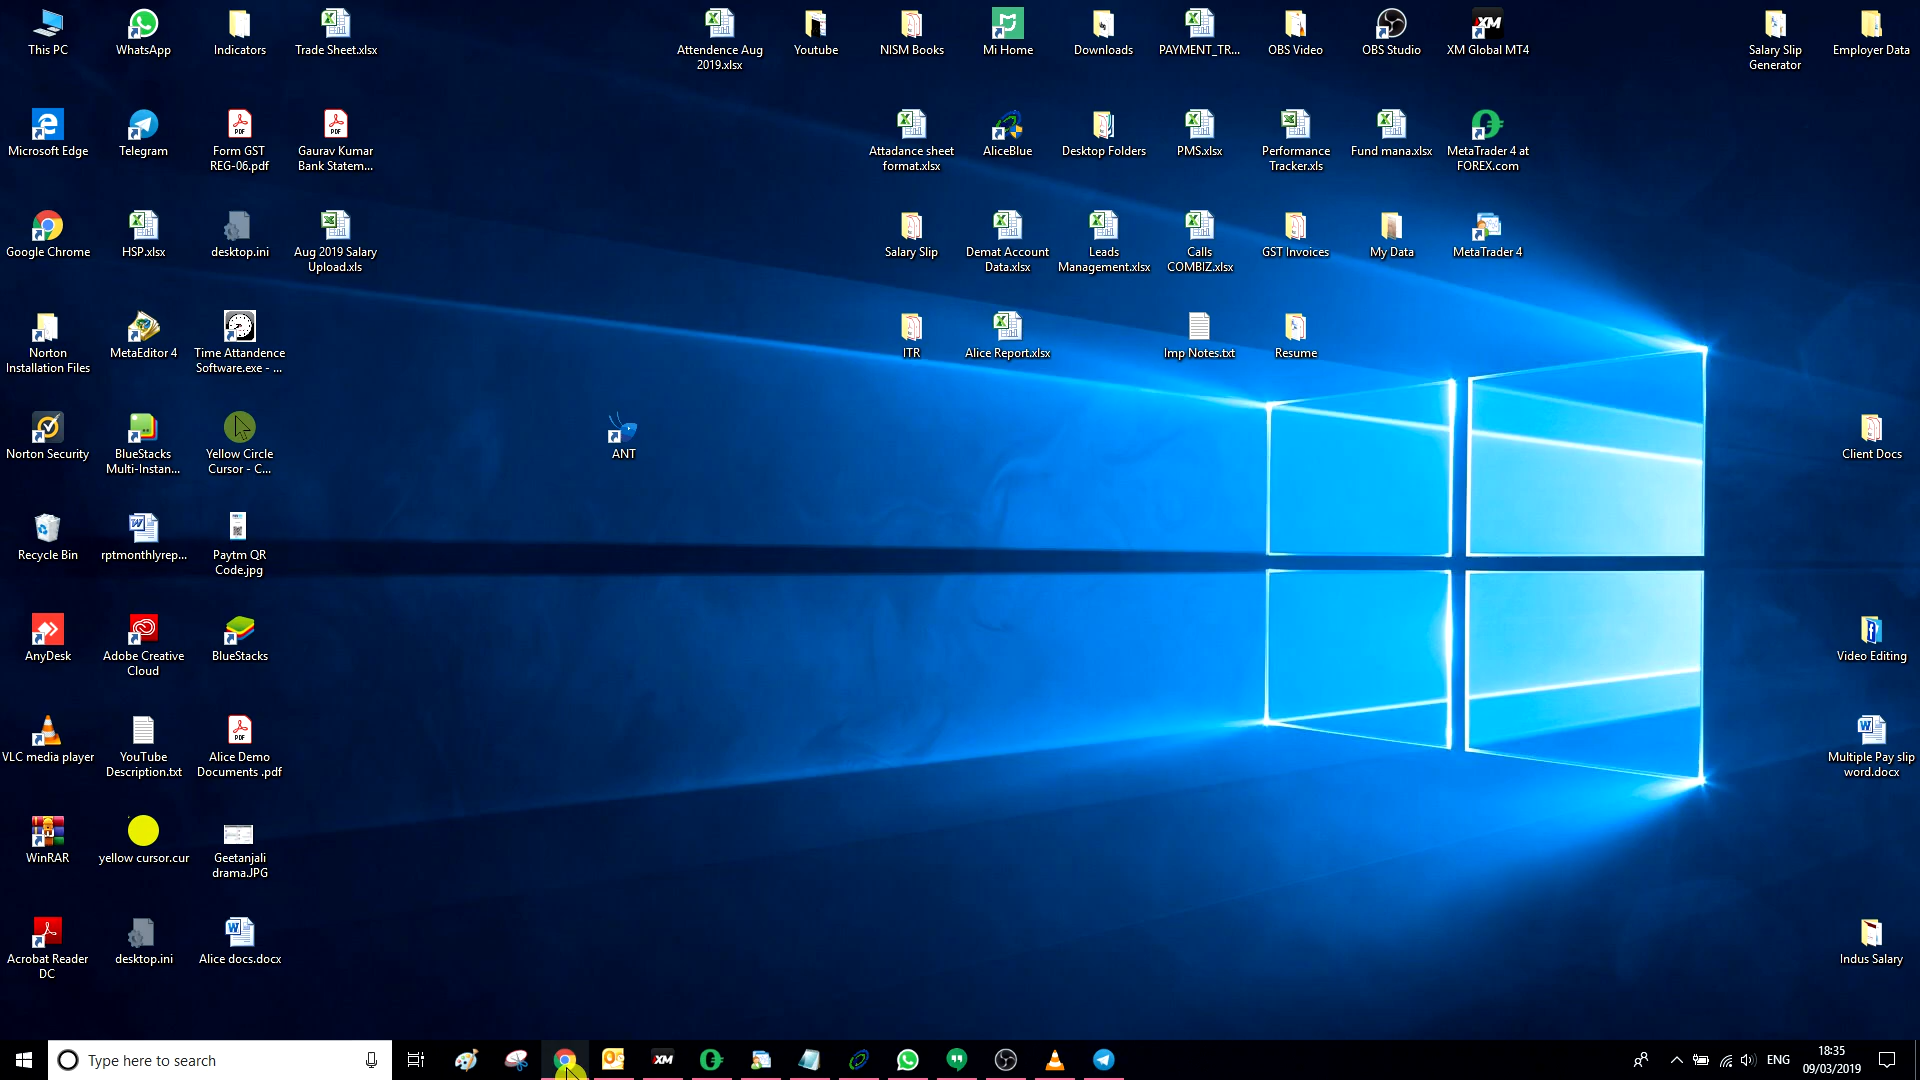 This PC
WhatsApp
Indicators
Trade Sheet.xlsx
Attendence Aug
2019.xlsx
Youtube
NISM Books
Mi Home
Downloads
PAYMENT_TR...
OBS Video
OBS Studio
XM
XM Global MT4
Salary Slip
Generator
Employer Data
Microsoft Edge
Telegram
PDF
Form GST
REG-06.pdf
PDF
Gaurav Kumar
Bank Statem...
Attadance sheet
format.xlsx
AliceBlue
Desktop Folders
PMS.xlsx
Performance
Tracker.xls
Fund mana.xlsx
MetaTrader 4 at
FOREX.com
Google Chrome
HSP.xlsx
desktop.ini
Aug 2019 Salary
Upload.xls
Salary Slip
Demat Account
Data.xlsx
Leads
Management.xlsx
Calls
COMBIZ.xlsx
GST Invoices
My Data
MetaTrader 4
Norton
Installation Files
MetaEditor 4
Time Attandence
Software.exe - ...
ITR
Alice Report.xlsx
Imp Notes.txt
Resume
Norton Security
BlueStacks
Multi-Instan...
Yellow Circle
Cursor - C...
ANT
Client Docs
Recycle Bin
rptmonthlyrep...
Paytm QR
Code.jpg
AnyDesk
Adobe Creative
Cloud
BlueStacks
Video Editing
VLC media player
YouTube
Description.txt
PDF
Alice Demo
Documents .pdf
Multiple Pay slip
word.docx
WinRAR
yellow cursor.cur
Geetanjali
drama.JPG
Acrobat Reader
DC
desktop.ini
Alice docs.docx
Indus Salary
Type here to search
XM
ENG
18:35
09/03/2019